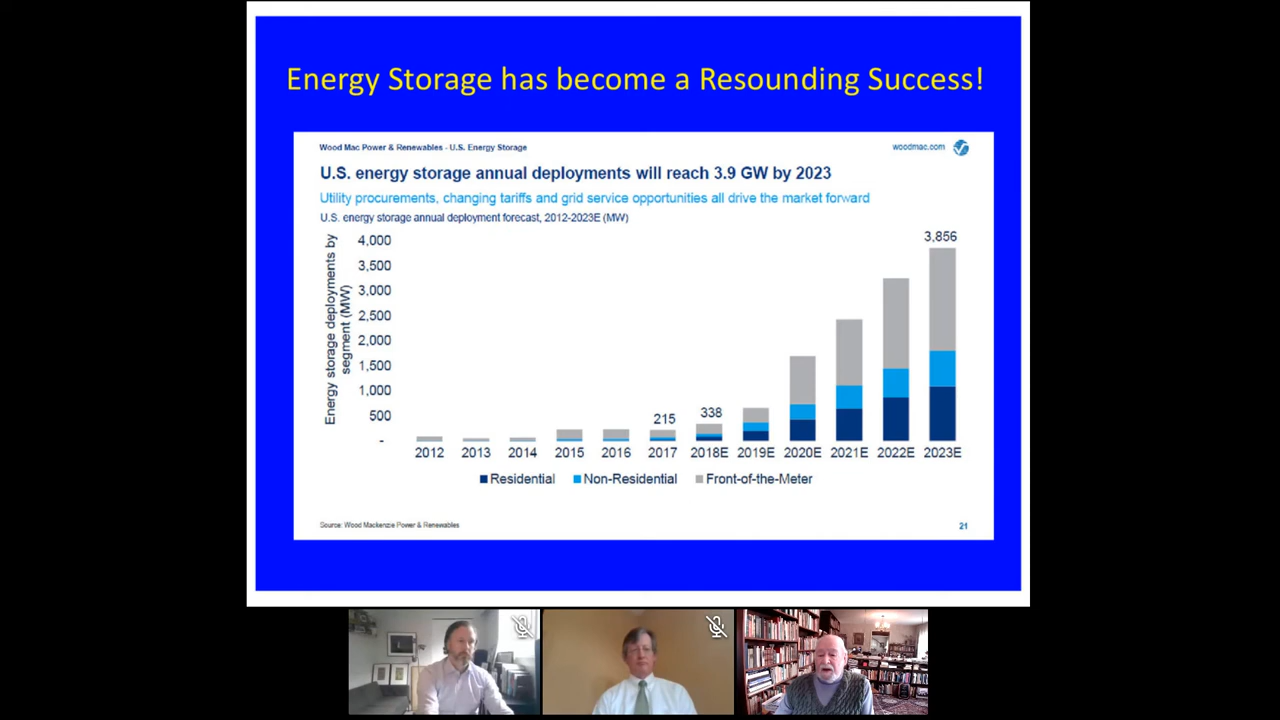 Energy Storage has become a Resounding Success!
Wood Mac Power & Renewables - U.S. Energy Storage
woodmac.com
U.S. energy storage annual deployments will reach 3.9 GW by 2023
Utility procurements, changing tariffs and grid service opportunities all drive the market forward
U.S. energy storage annual deployment forecast, 2012-2023E (MW)
Energy storage deployments by
segment (MW)
4,000
3,500
3,000
2,500
2,000
1,500
1,000
500
-
215
338
3,856
2012 2013 2014 2015 2016 2017 2018E 2019E 2020E 2021E 2022E 2023E
Residential Non-Residential Front-of-the-Meter
Source: Wood Mackenzie Power & Renewables
21